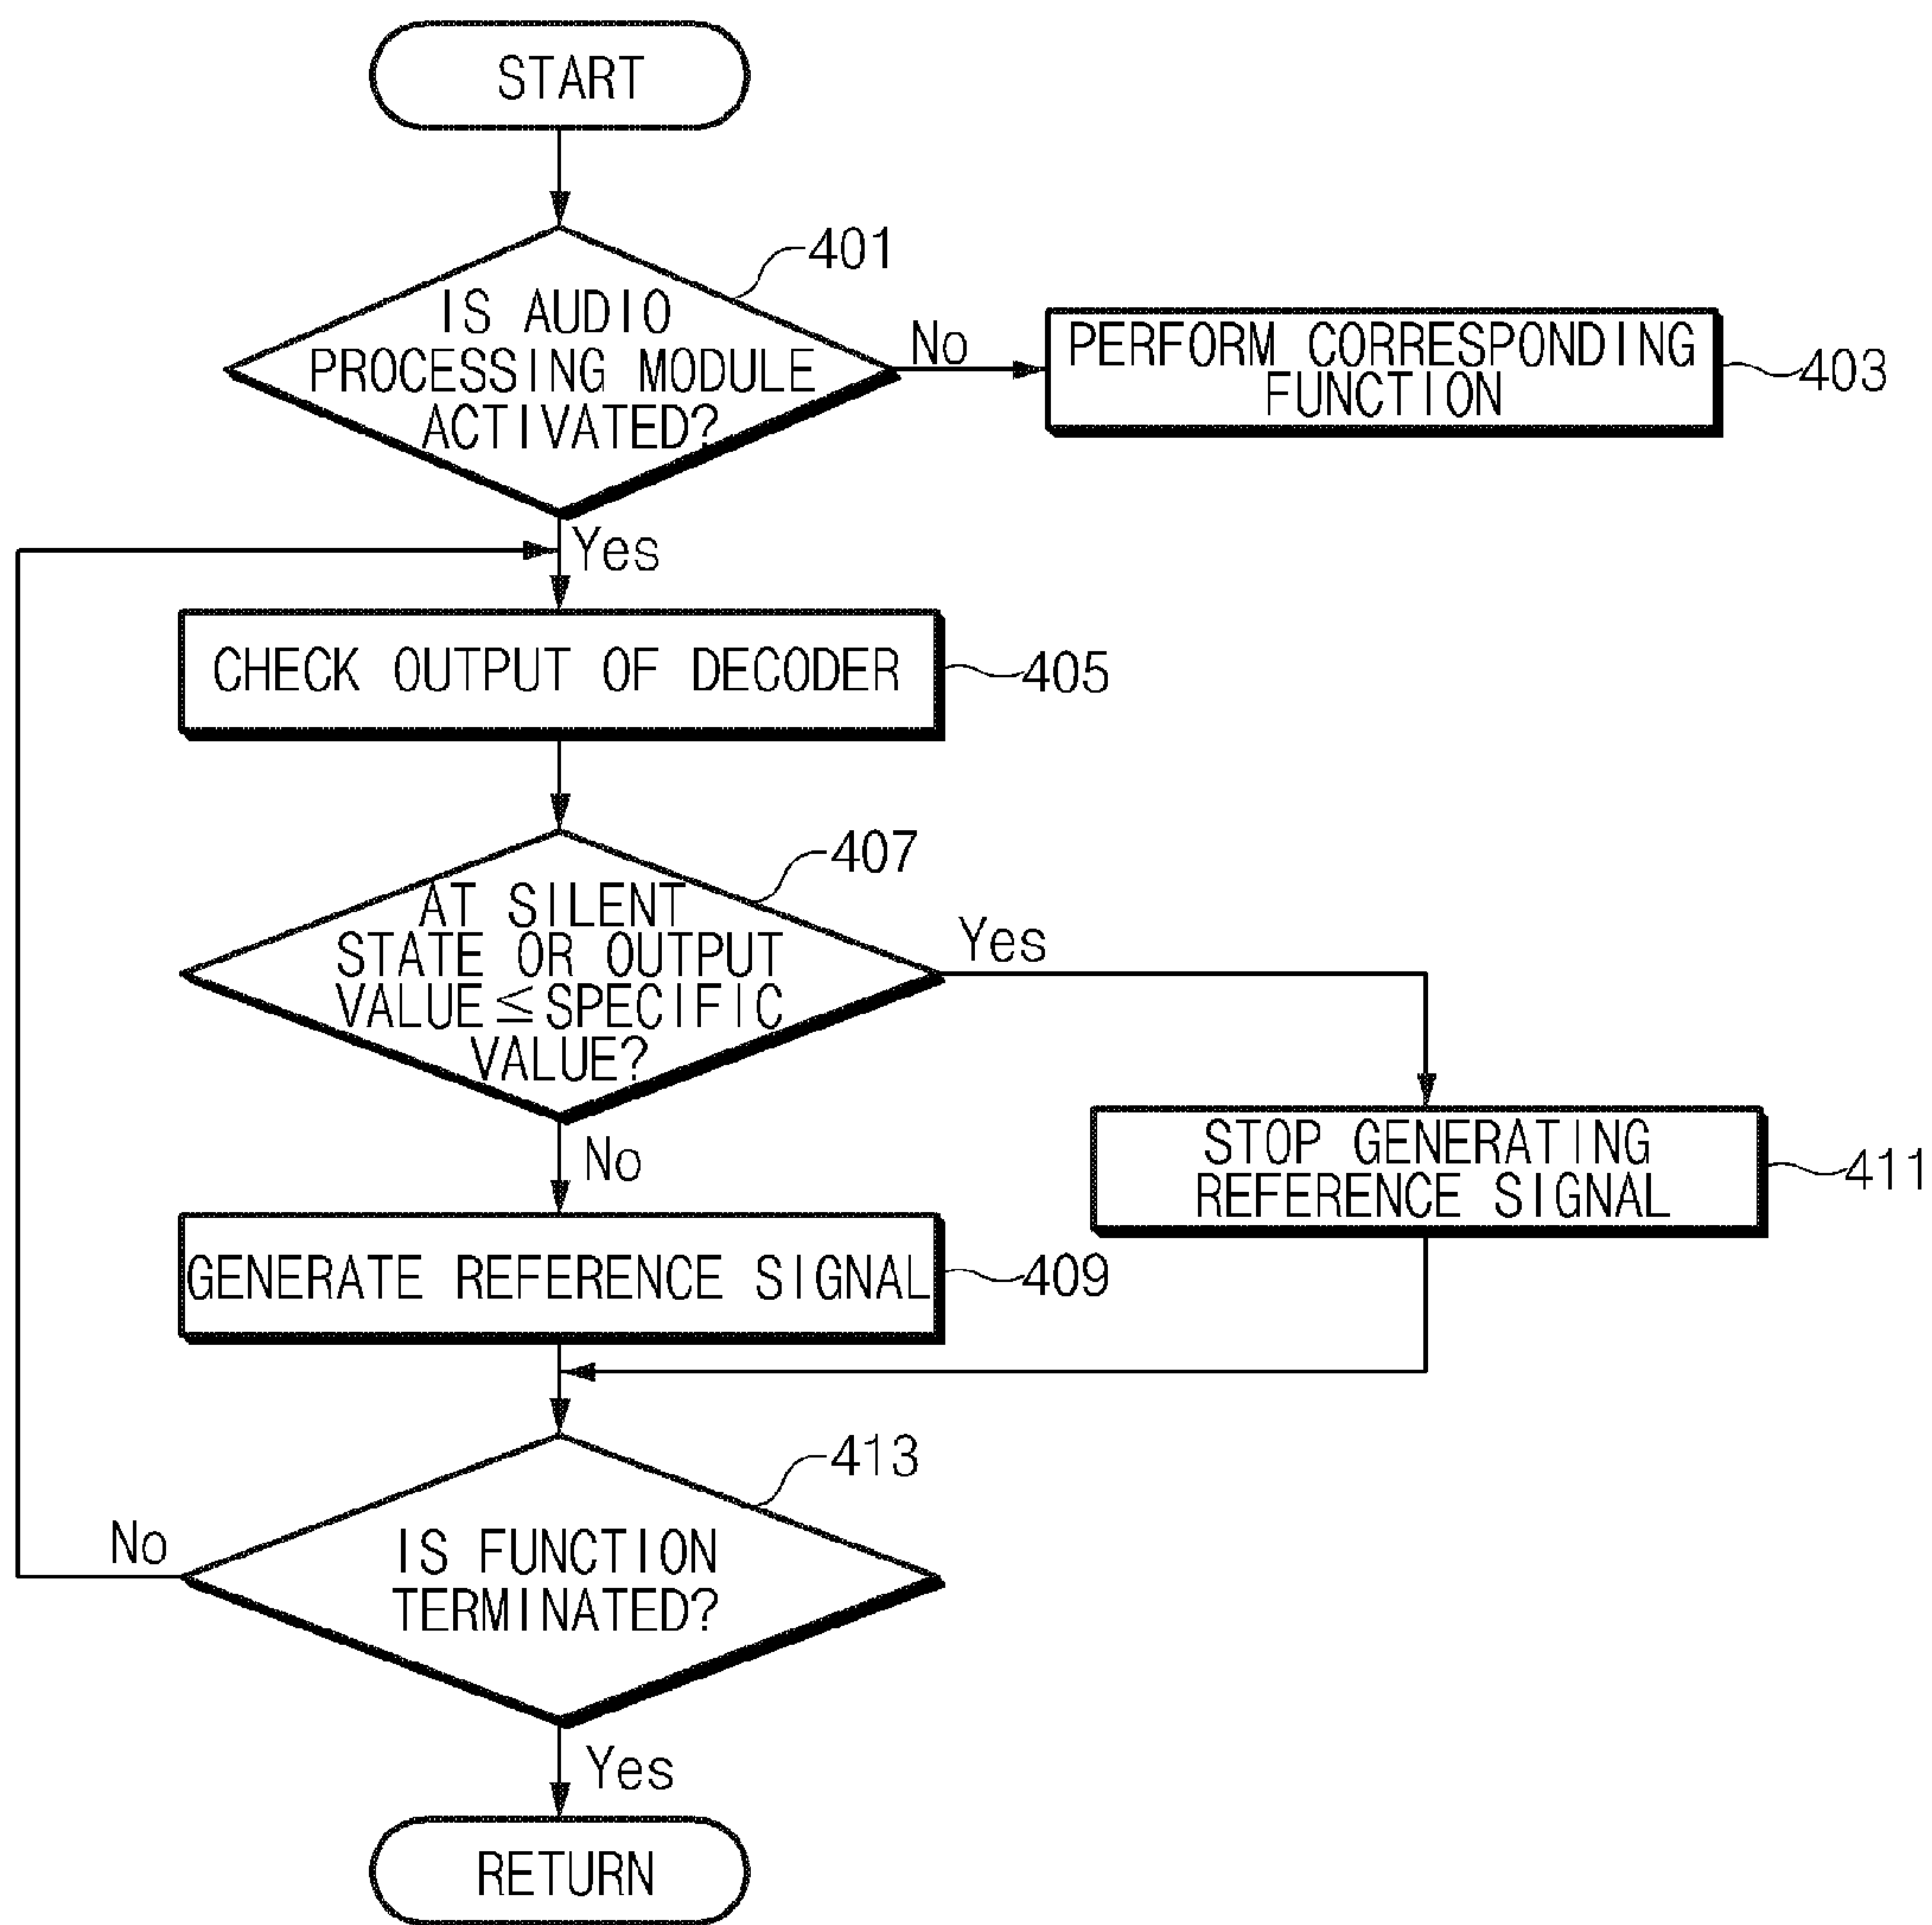 START
401
IS AUDIO
PROCESSING MODULE
ACTIVATED?
No
PERFORM CORRESPONDING
FUNCTION
403
Yes
CHECK OUTPUT OF DECODER
405
407
AT SILENT
STATE OR OUTPUT
VALUE≤SPECIFIC
VALUE?
Yes
No
STOP GENERATING
REFERENCE SIGNAL
411
GENERATE REFERENCE SIGNAL
409
413
No
IS FUNCTION
TERMINATED?
Yes
RETURN